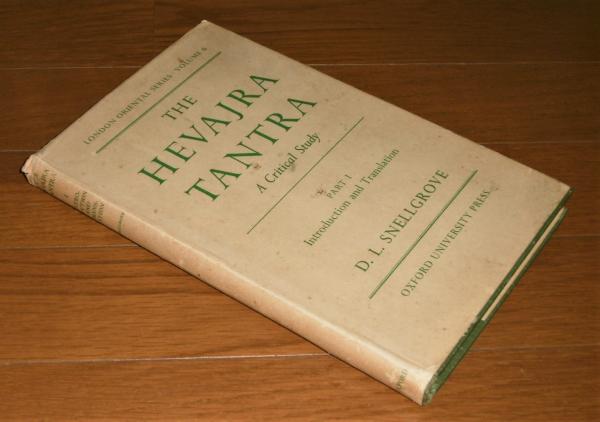 LONDON ORIENTAL SERIES · VOLUME 6
THE
HEVAJRA
TANTRA
A Critical Study
PART I
Introduction and Translation
D. L. SNELLGROVE
OXFORD UNIVERSITY PRESS